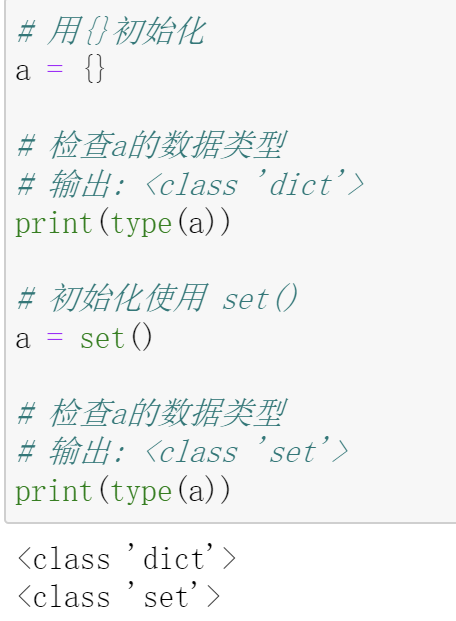 # 用{}初始化
a = {}
# 检查a的数据类型
# 输出: <class 'dict'>
print(type(a))
# 初始化使用 set()
a = set()
# 检查a的数据类型
# 输出: <class 'set'>
print(type(a))
<class 'dict'>
<class 'set'>